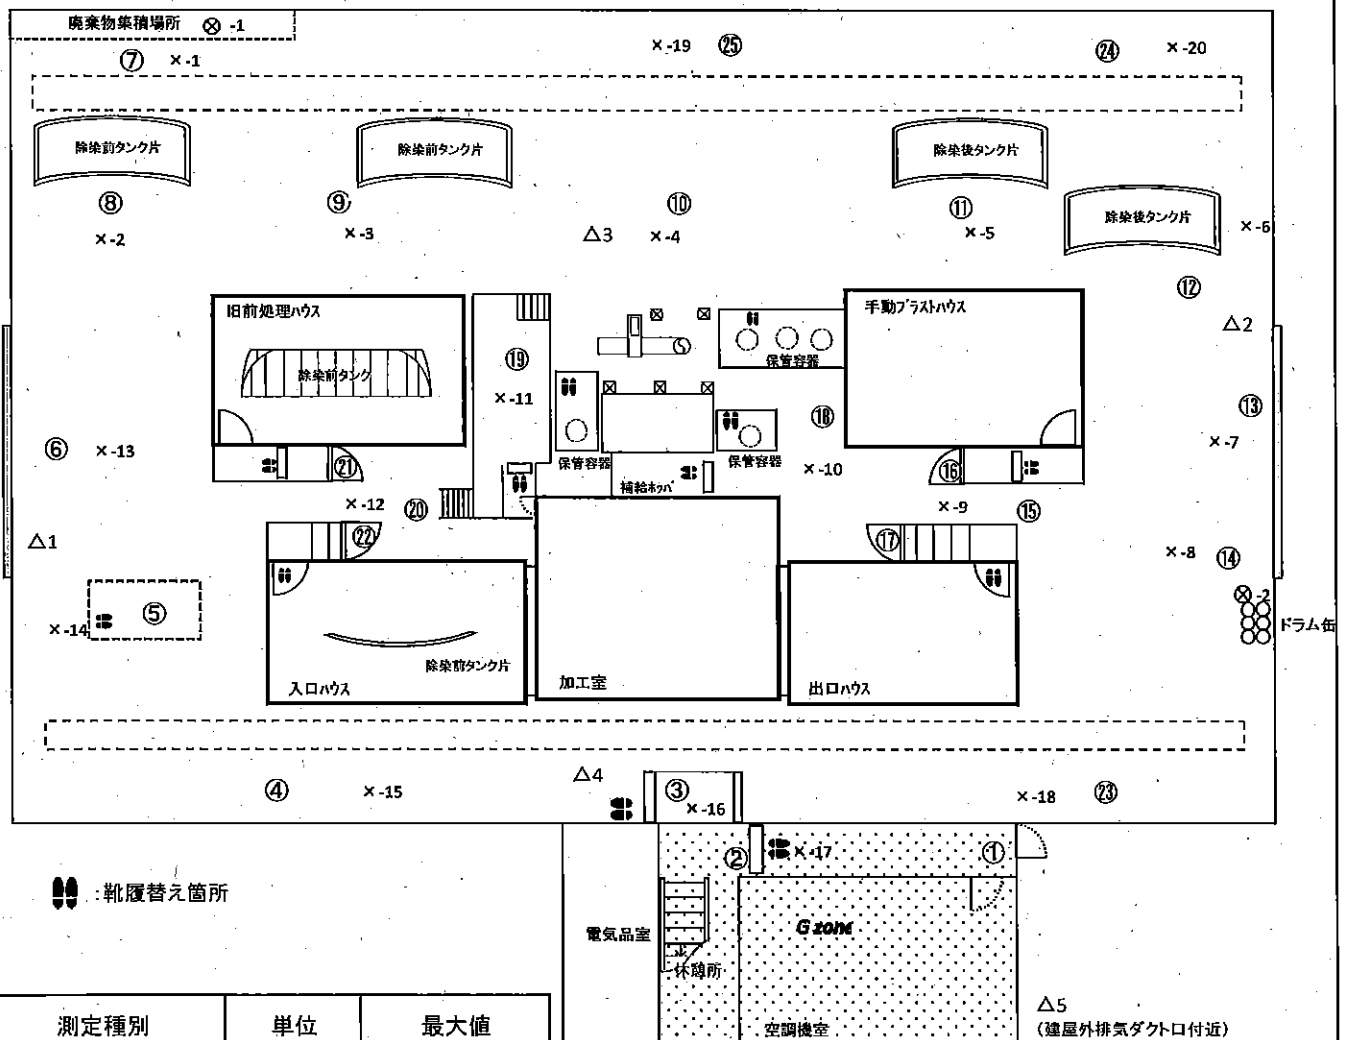 廃棄物集積場所 ⊗ -1
×-19 ㉕
㉔ ×-20
⑦ ×-1
除染前タンク片
除染前タンク片
除染後タンク片
除染後タンク片
⑧
⑨
⑩
⑪
×-2
×-3
△3 ×-4
×-5
×-6
⑫
旧前処理ハウス
手動ブラストハウス
△2
除染前タンク
⑲
保管容器
×-11
⑱
⑬
×-7
⑥ ×-13
㉑
保管容器
保管容器
×-10
⑯
補給ホッパ
×-12 ⑳
×-9 ⑮
△1
㉒
⑰
×-8 ⑭
⊗-2
ドラム缶
⑤
×-14
除染前タンク片
入口ハウス
加工室
出口ハウス
④ ×-15
△4
③ ×-16
×-18 ㉓
② ×-17 ①
:靴履替え箇所
電気品室
G zone
休憩所
空調機室
△5
(建屋外排気ダクト口付近)
測定種別 単位 最大値